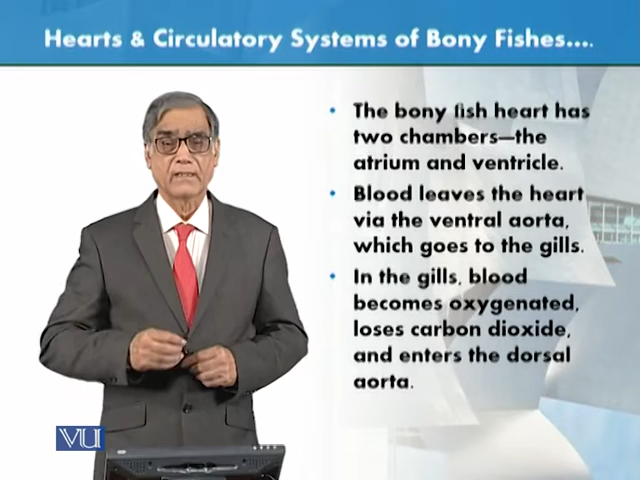 Hearts & Circulatory Systems of Bony Fishes....
• The bony fish heart has
two chambers—the
atrium and ventricle.
• Blood leaves the heart
via the ventral aorta,
which goes to the gills.
• In the gills, blood
becomes oxygenated,
loses carbon dioxide,
and enters the dorsal
aorta.
VU